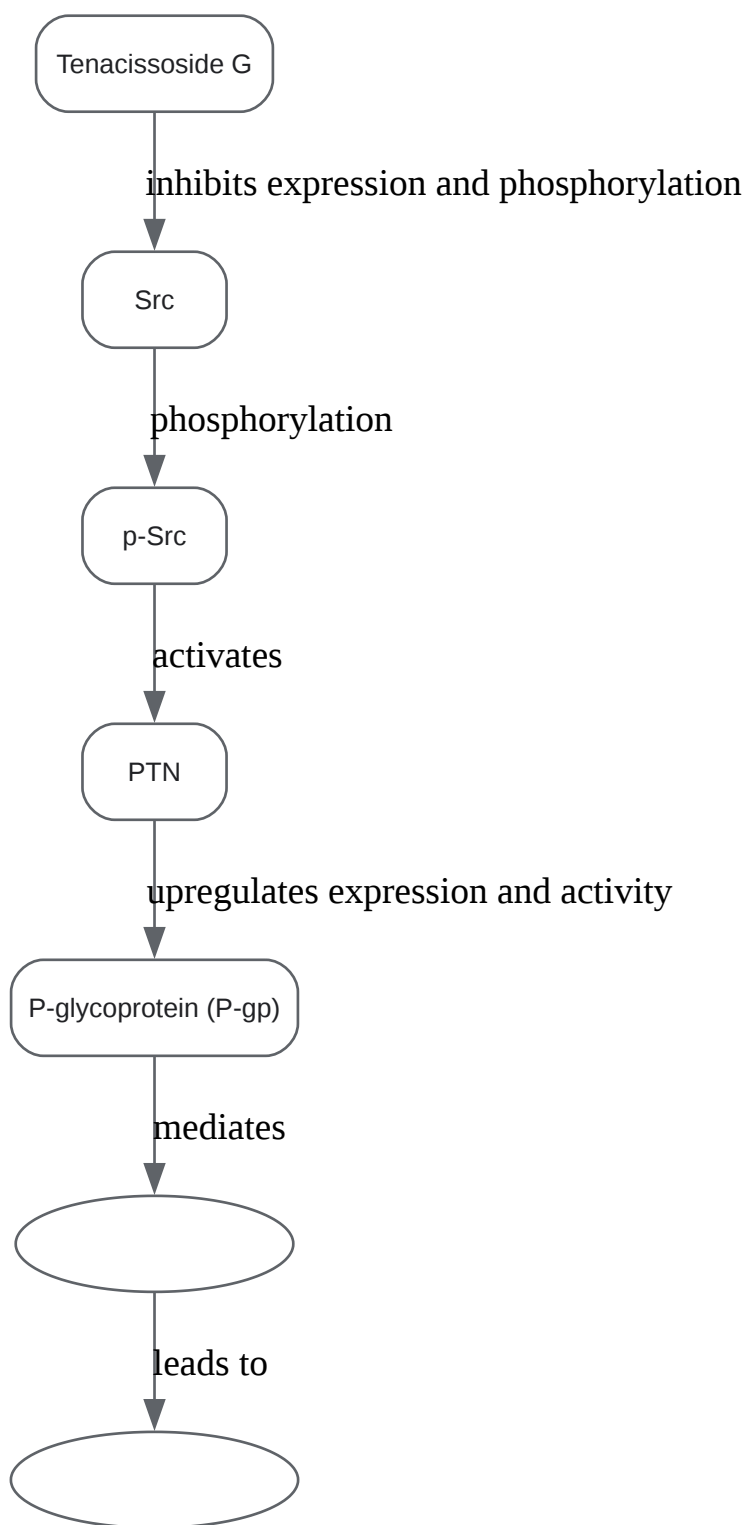 Tenacissoside G
inhibits expression and phosphorylation
Src
phosphorylation
p-Src
activates
PTN
upregulates expression and activity
P-glycoprotein (P-gp)
mediates
leads to